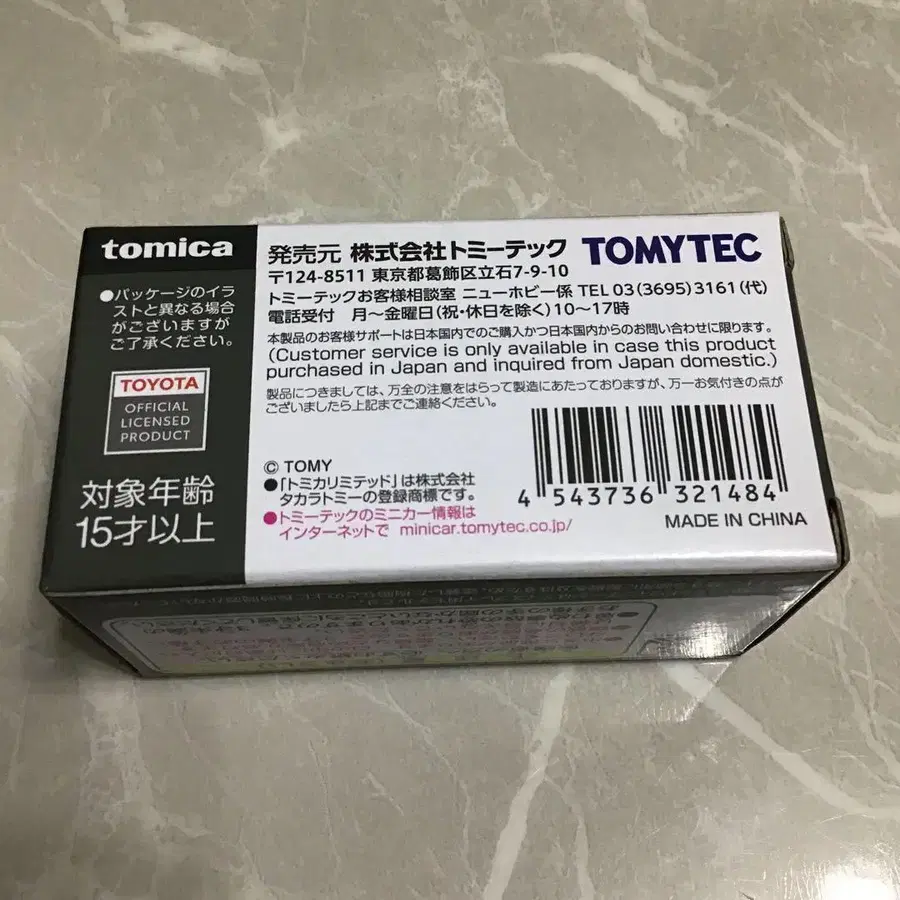 tomica
●パッケージのイラ
ストと異なる場合
がございますが
ご了承ください。
TOYOTA
OFFICIAL
LICENSED
PRODUCT
対象年齢
15才以上
発売元 株式会社トミーテック TOMYTEC
〒124-8511 東京都葛飾区立石7-9-10
トミーテックお客様相談室 ニューホビー係 TEL 03(3695)3161(代)
電話受付 月〜金曜日(祝・休日を除く)10〜17時
本製品のお客様サポートは日本国内でのご購入かつ日本国内からのお問い合わせに限ります。
(Customer service is only available in case this product
purchased in Japan and inquired from Japan domestic.)
製品につきましては、万全の注意をはらって製造にあたっておりますが、万一お気付きの点が
ございましたら上記までご連絡ください。
© TOMY
●「トミカリミテッド」は株式会社
タカラトミーの登録商標です。
●トミーテックのミニカー情報は
インターネットで minicar.tomytec.co.jp/
4 543736 321484
MADE IN CHINA